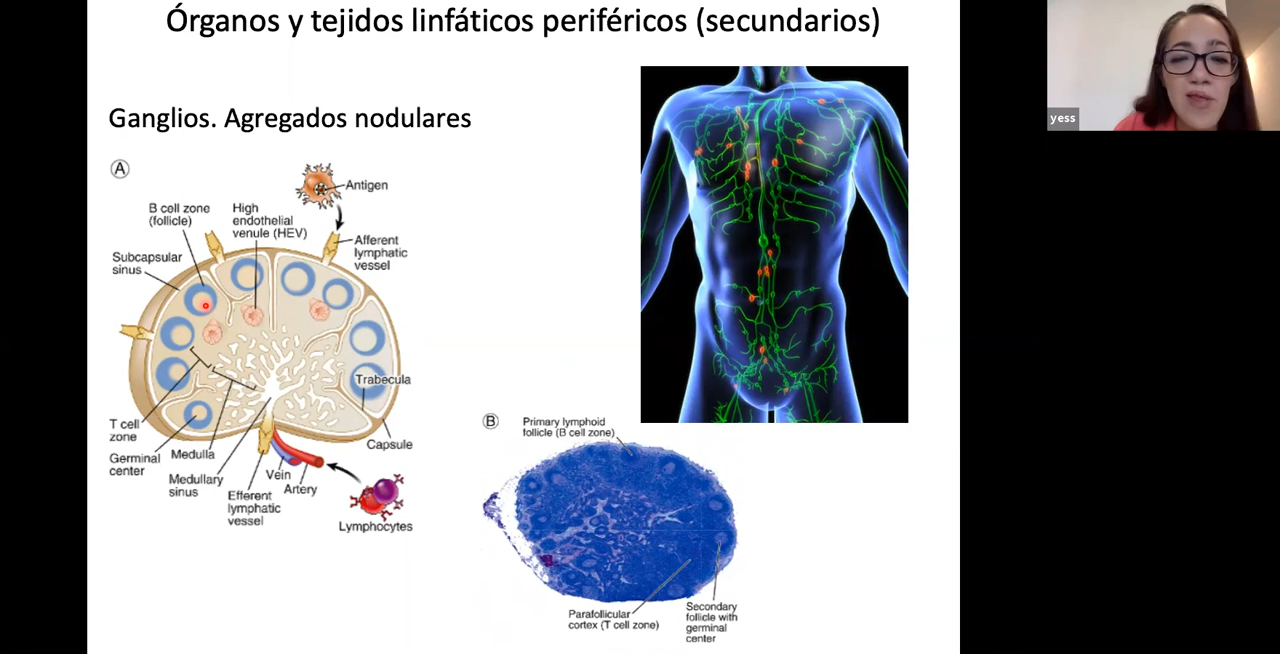 Órganos y tejidos linfáticos periféricos (secundarios)
yess
Ganglios. Agregados nodulares
A
Antigen
B cell zone
(follicle)
High
endothelial
venule (HEV)
Afferent
lymphatic
vessel
Subcapsular
sinus
Trabecula
T cell
zone
Germinal
center
Medulla
Medullary
sinus
Efferent
lymphatic
vessel
Vein
Artery
Capsule
Lymphocytes
B
Primary lymphoid
follicle (B cell zone)
Parafollicular
cortex (T cell zone)
Secondary
follicle with
germinal
center